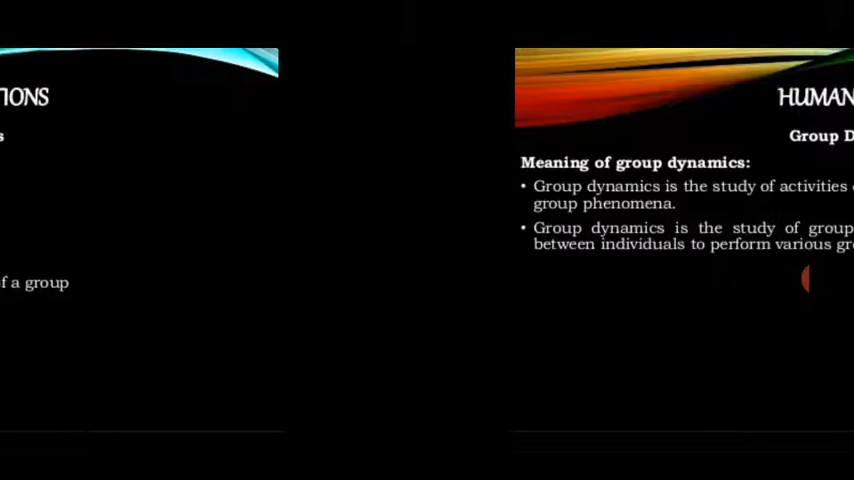 TIONS
s
of a group
HUMAN
Group D
Meaning of group dynamics:
• Group dynamics is the study of activities
group phenomena.
• Group dynamics is the study of group
between individuals to perform various